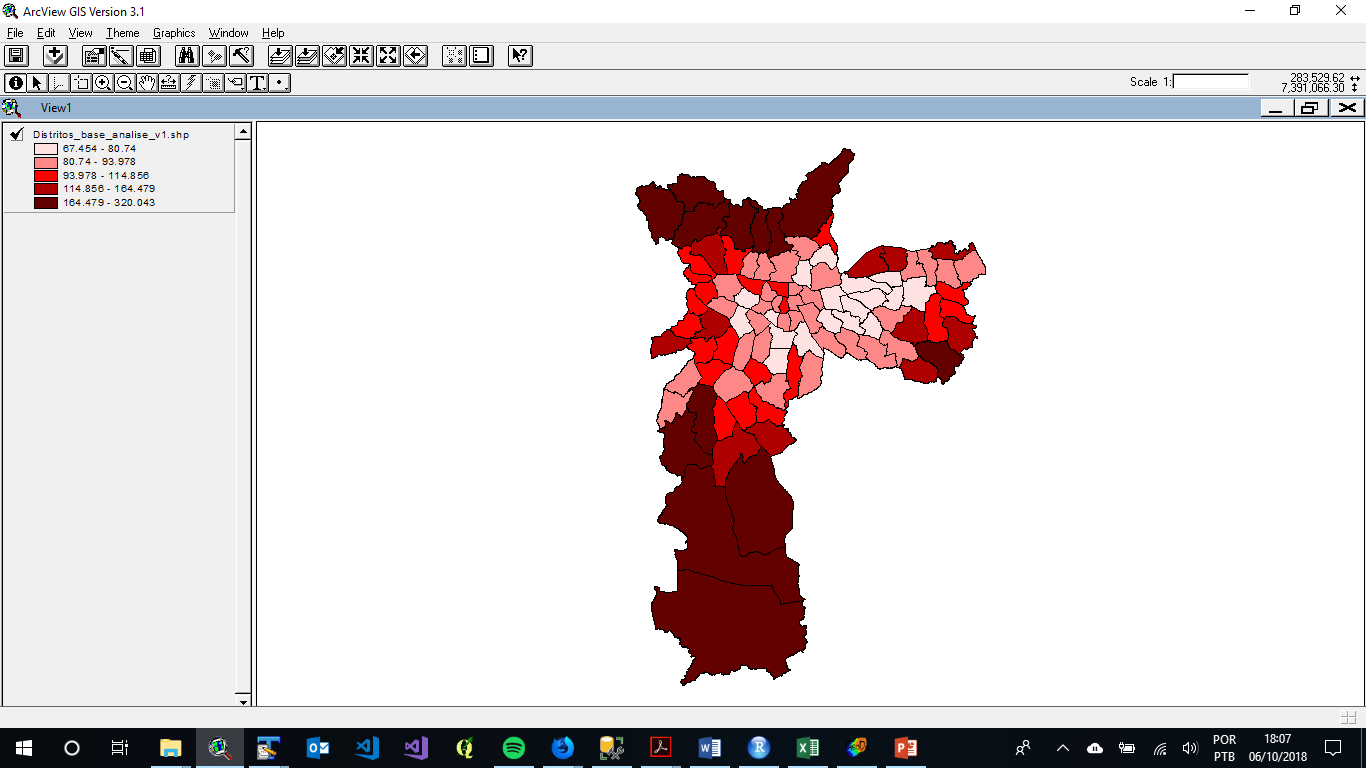 ArcView GIS Version 3.1
File Edit View Theme Graphics Window Help
Scale 1:
283,529.62
7,391,066.30
View1
Distritos_base_analise_v1.shp
67.454 - 80.74
80.74 - 93.978
93.978 - 114.856
114.856 - 164.479
164.479 - 320.043
POR
PTB
18:07
06/10/2018